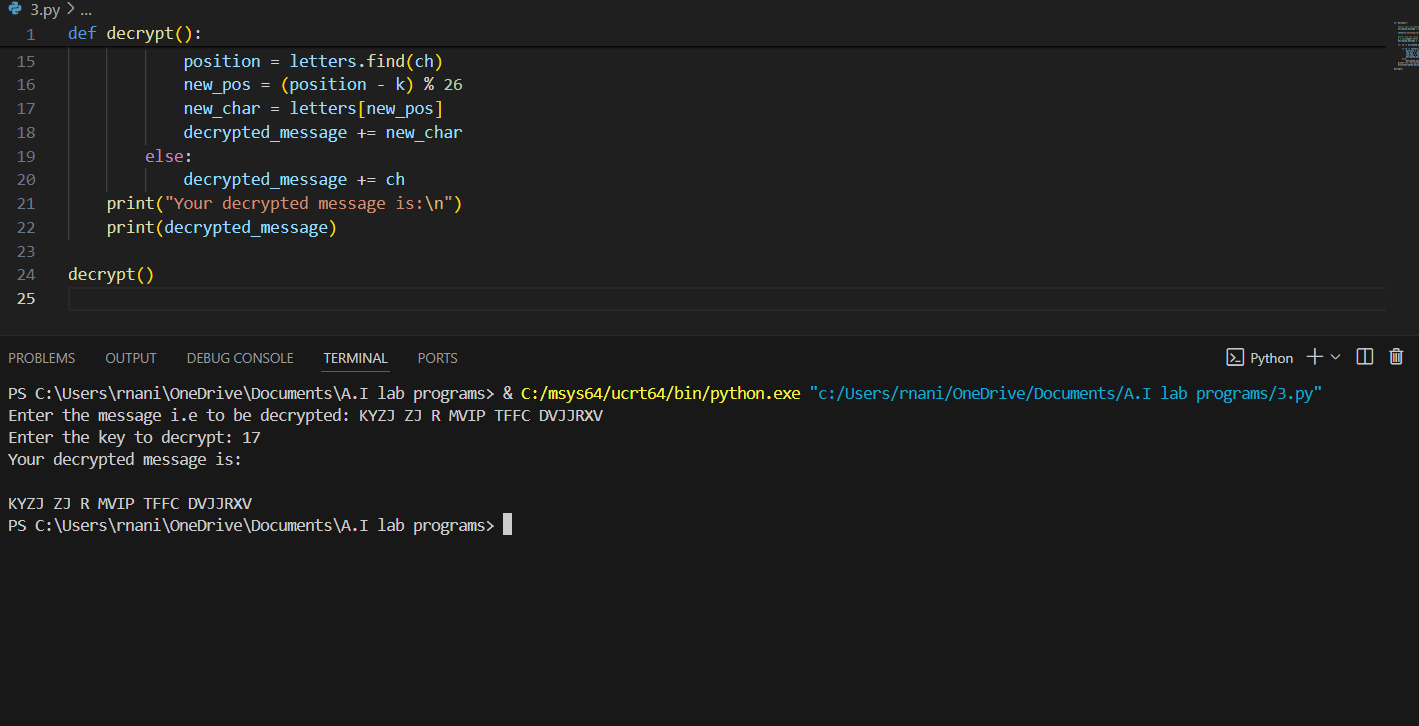 3.py > ...
1 def decrypt():
15 position = letters.find(ch)
16 new_pos = (position - k) % 26
17 new_char = letters[new_pos]
18 decrypted_message += new_char
19 else:
20 decrypted_message += ch
21 print("Your decrypted message is:\n")
22 print(decrypted_message)
23
24 decrypt()
25
PROBLEMS OUTPUT DEBUG CONSOLE TERMINAL PORTS Python
PS C:\Users\rnani\OneDrive\Documents\A.I lab programs> & C:/msys64/ucrt64/bin/python.exe "c:/Users/rnani/OneDrive/Documents/A.I lab programs/3.py"
Enter the message i.e to be decrypted: KYZJ ZJ R MVIP TFFC DVJJRXV
Enter the key to decrypt: 17
Your decrypted message is:
KYZJ ZJ R MVIP TFFC DVJJRXV
PS C:\Users\rnani\OneDrive\Documents\A.I lab programs>